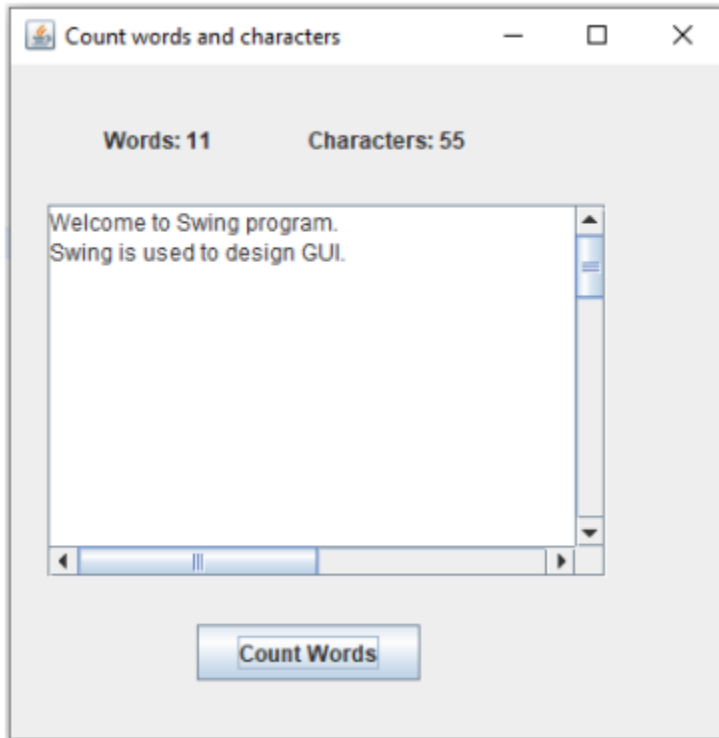 Count words and characters
Words: 11 Characters: 55
Welcome to Swing program.
Swing is used to design GUI.
Count Words